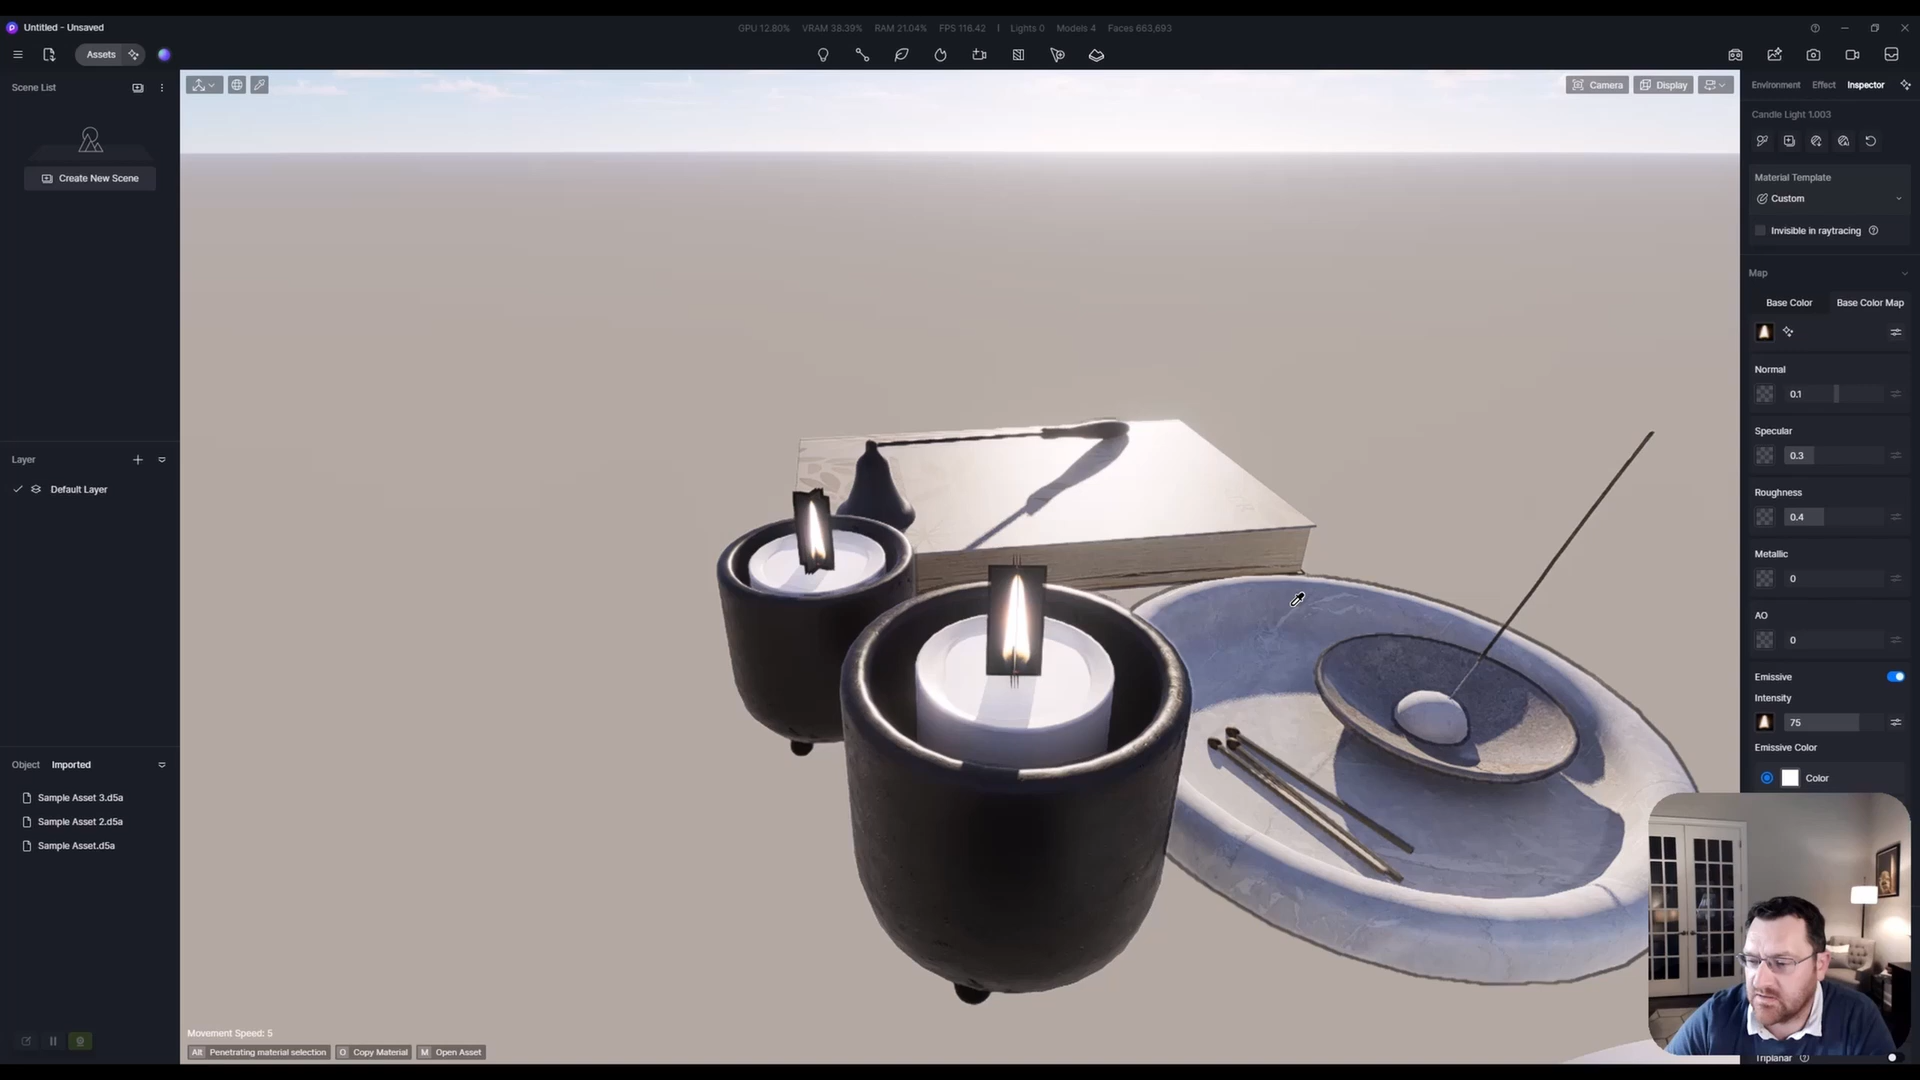 Untitled - Unsaved
GPU 12.80% VRAM 38.39% RAM 21.04% FPS 116.42 | Lights 0 Models 4 Faces 663,693
Assets
Scene List
Create New Scene
Layer
Default Layer
Object Imported
Sample Asset 3.d5a
Sample Asset 2.d5a
Sample Asset.d5a
Camera
Display
Movement Speed: 5
Alt Penetrating material selection
O Copy Material
M Open Asset
Environment Effect Inspector
Candle Light 1.003
Material Template
Custom
Invisible in raytracing
Map
Base Color Base Color Map
Normal
0.1
Specular
0.3
Roughness
0.4
Metallic
0
AO
0
Emissive
Intensity
75
Emissive Color
Color
Triplanar